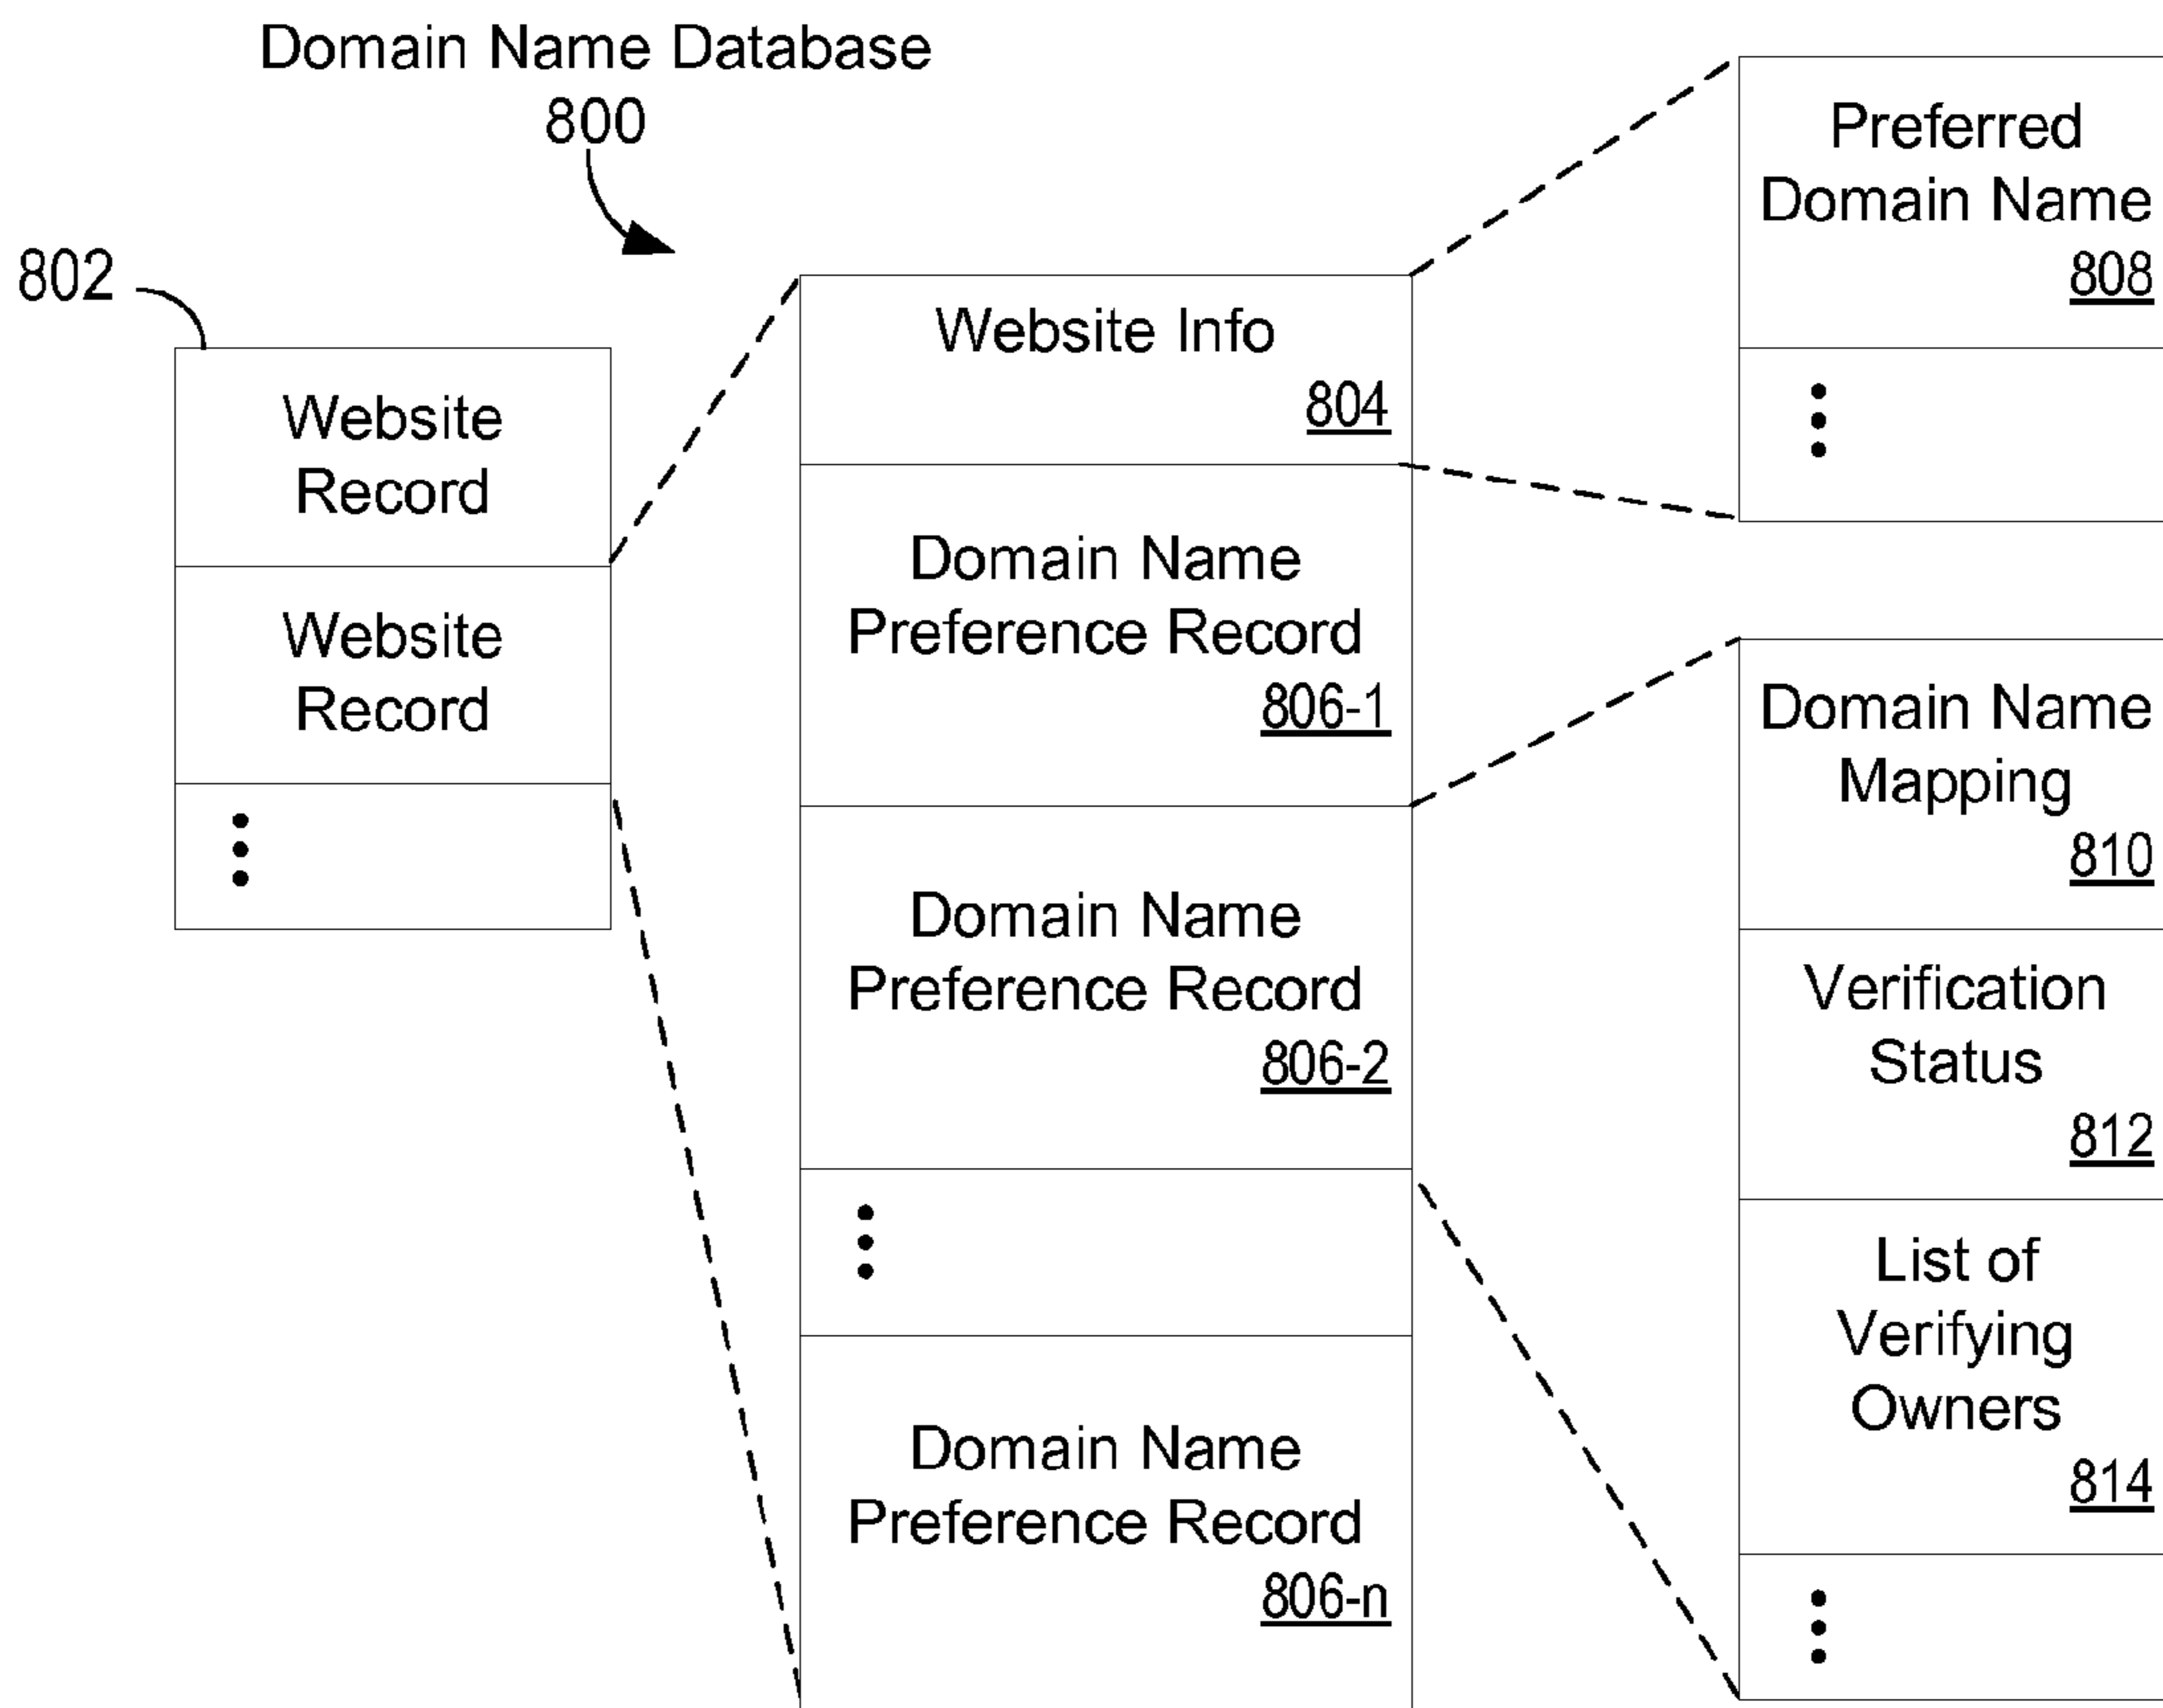 Domain Name Database
800
802
Website
Record
Website
Record
Website Info
804
Domain Name
Preference Record
806-1
Domain Name
Preference Record
806-2
Domain Name
Preference Record
806-n
Preferred
Domain Name
808
Domain Name
Mapping
810
Verification
Status
812
List of
Verifying
Owners
814